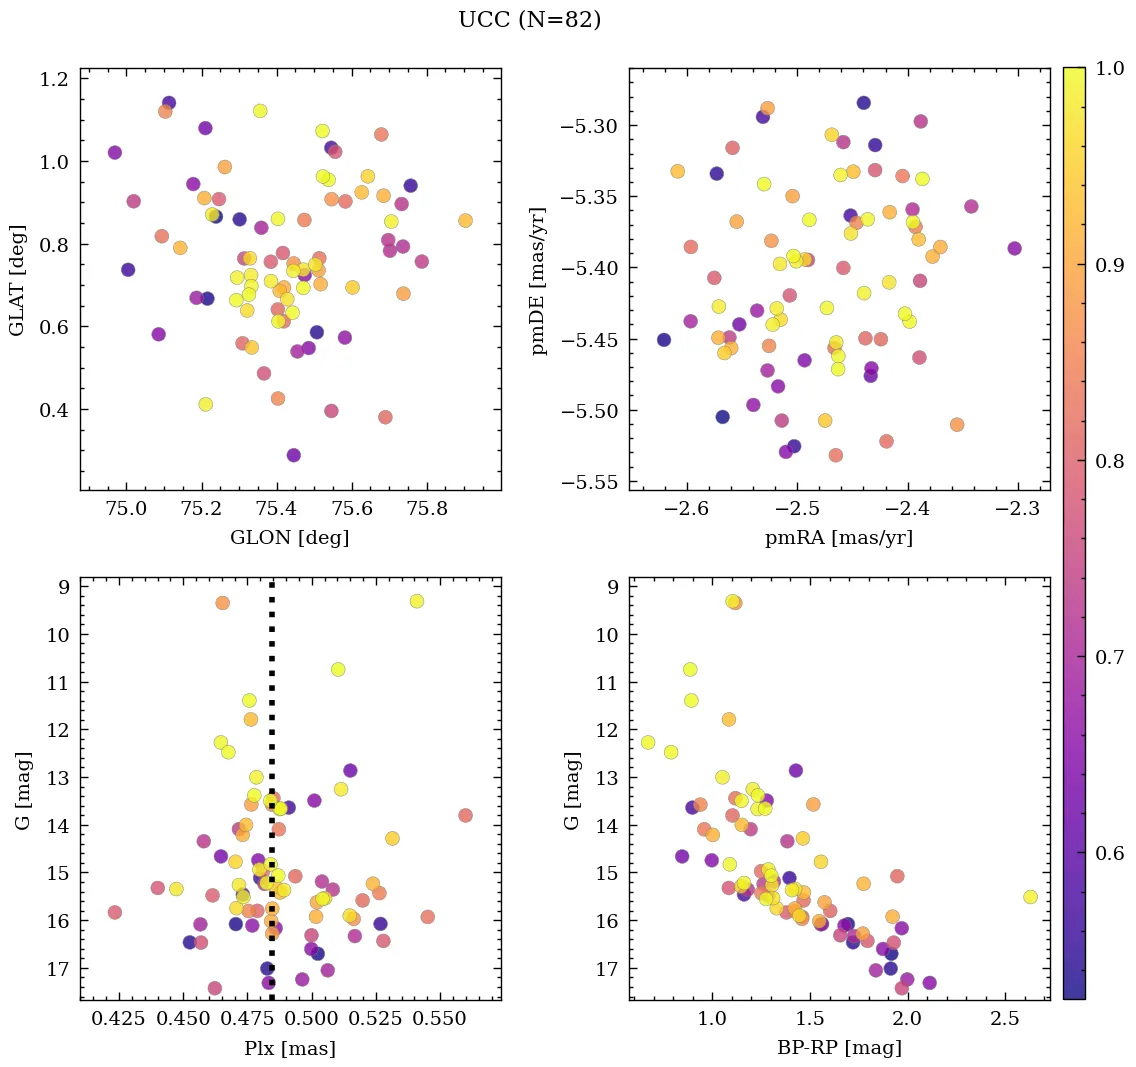 UCC (N=82)
1.2
1.0
0.8
0.6
0.4
GLAT [deg]
75.0 75.2 75.4 75.6 75.8
GLON [deg]
−5.30
−5.35
−5.40
−5.45
−5.50
−5.55
pmDE [mas/yr]
−2.6 −2.5 −2.4 −2.3
pmRA [mas/yr]
9
10
11
12
13
14
15
16
17
G [mag]
0.425 0.450 0.475 0.500 0.525 0.550
Plx [mas]
9
10
11
12
13
14
15
16
17
G [mag]
1.0 1.5 2.0 2.5
BP-RP [mag]
1.0
0.9
0.8
0.7
0.6